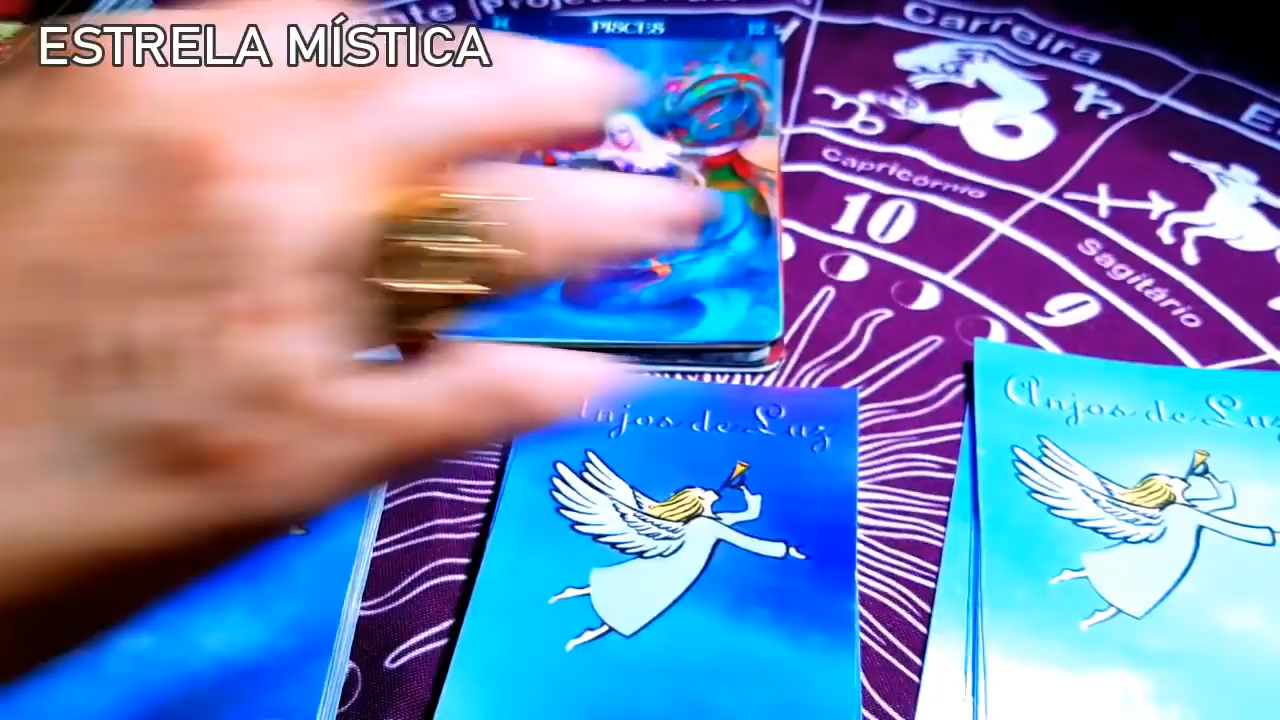 ESTRELA MÍSTICA
PISCES
Carreira
Capricórnio
10
Sagitário
9
Anjos de Luz
Anjos de Luz